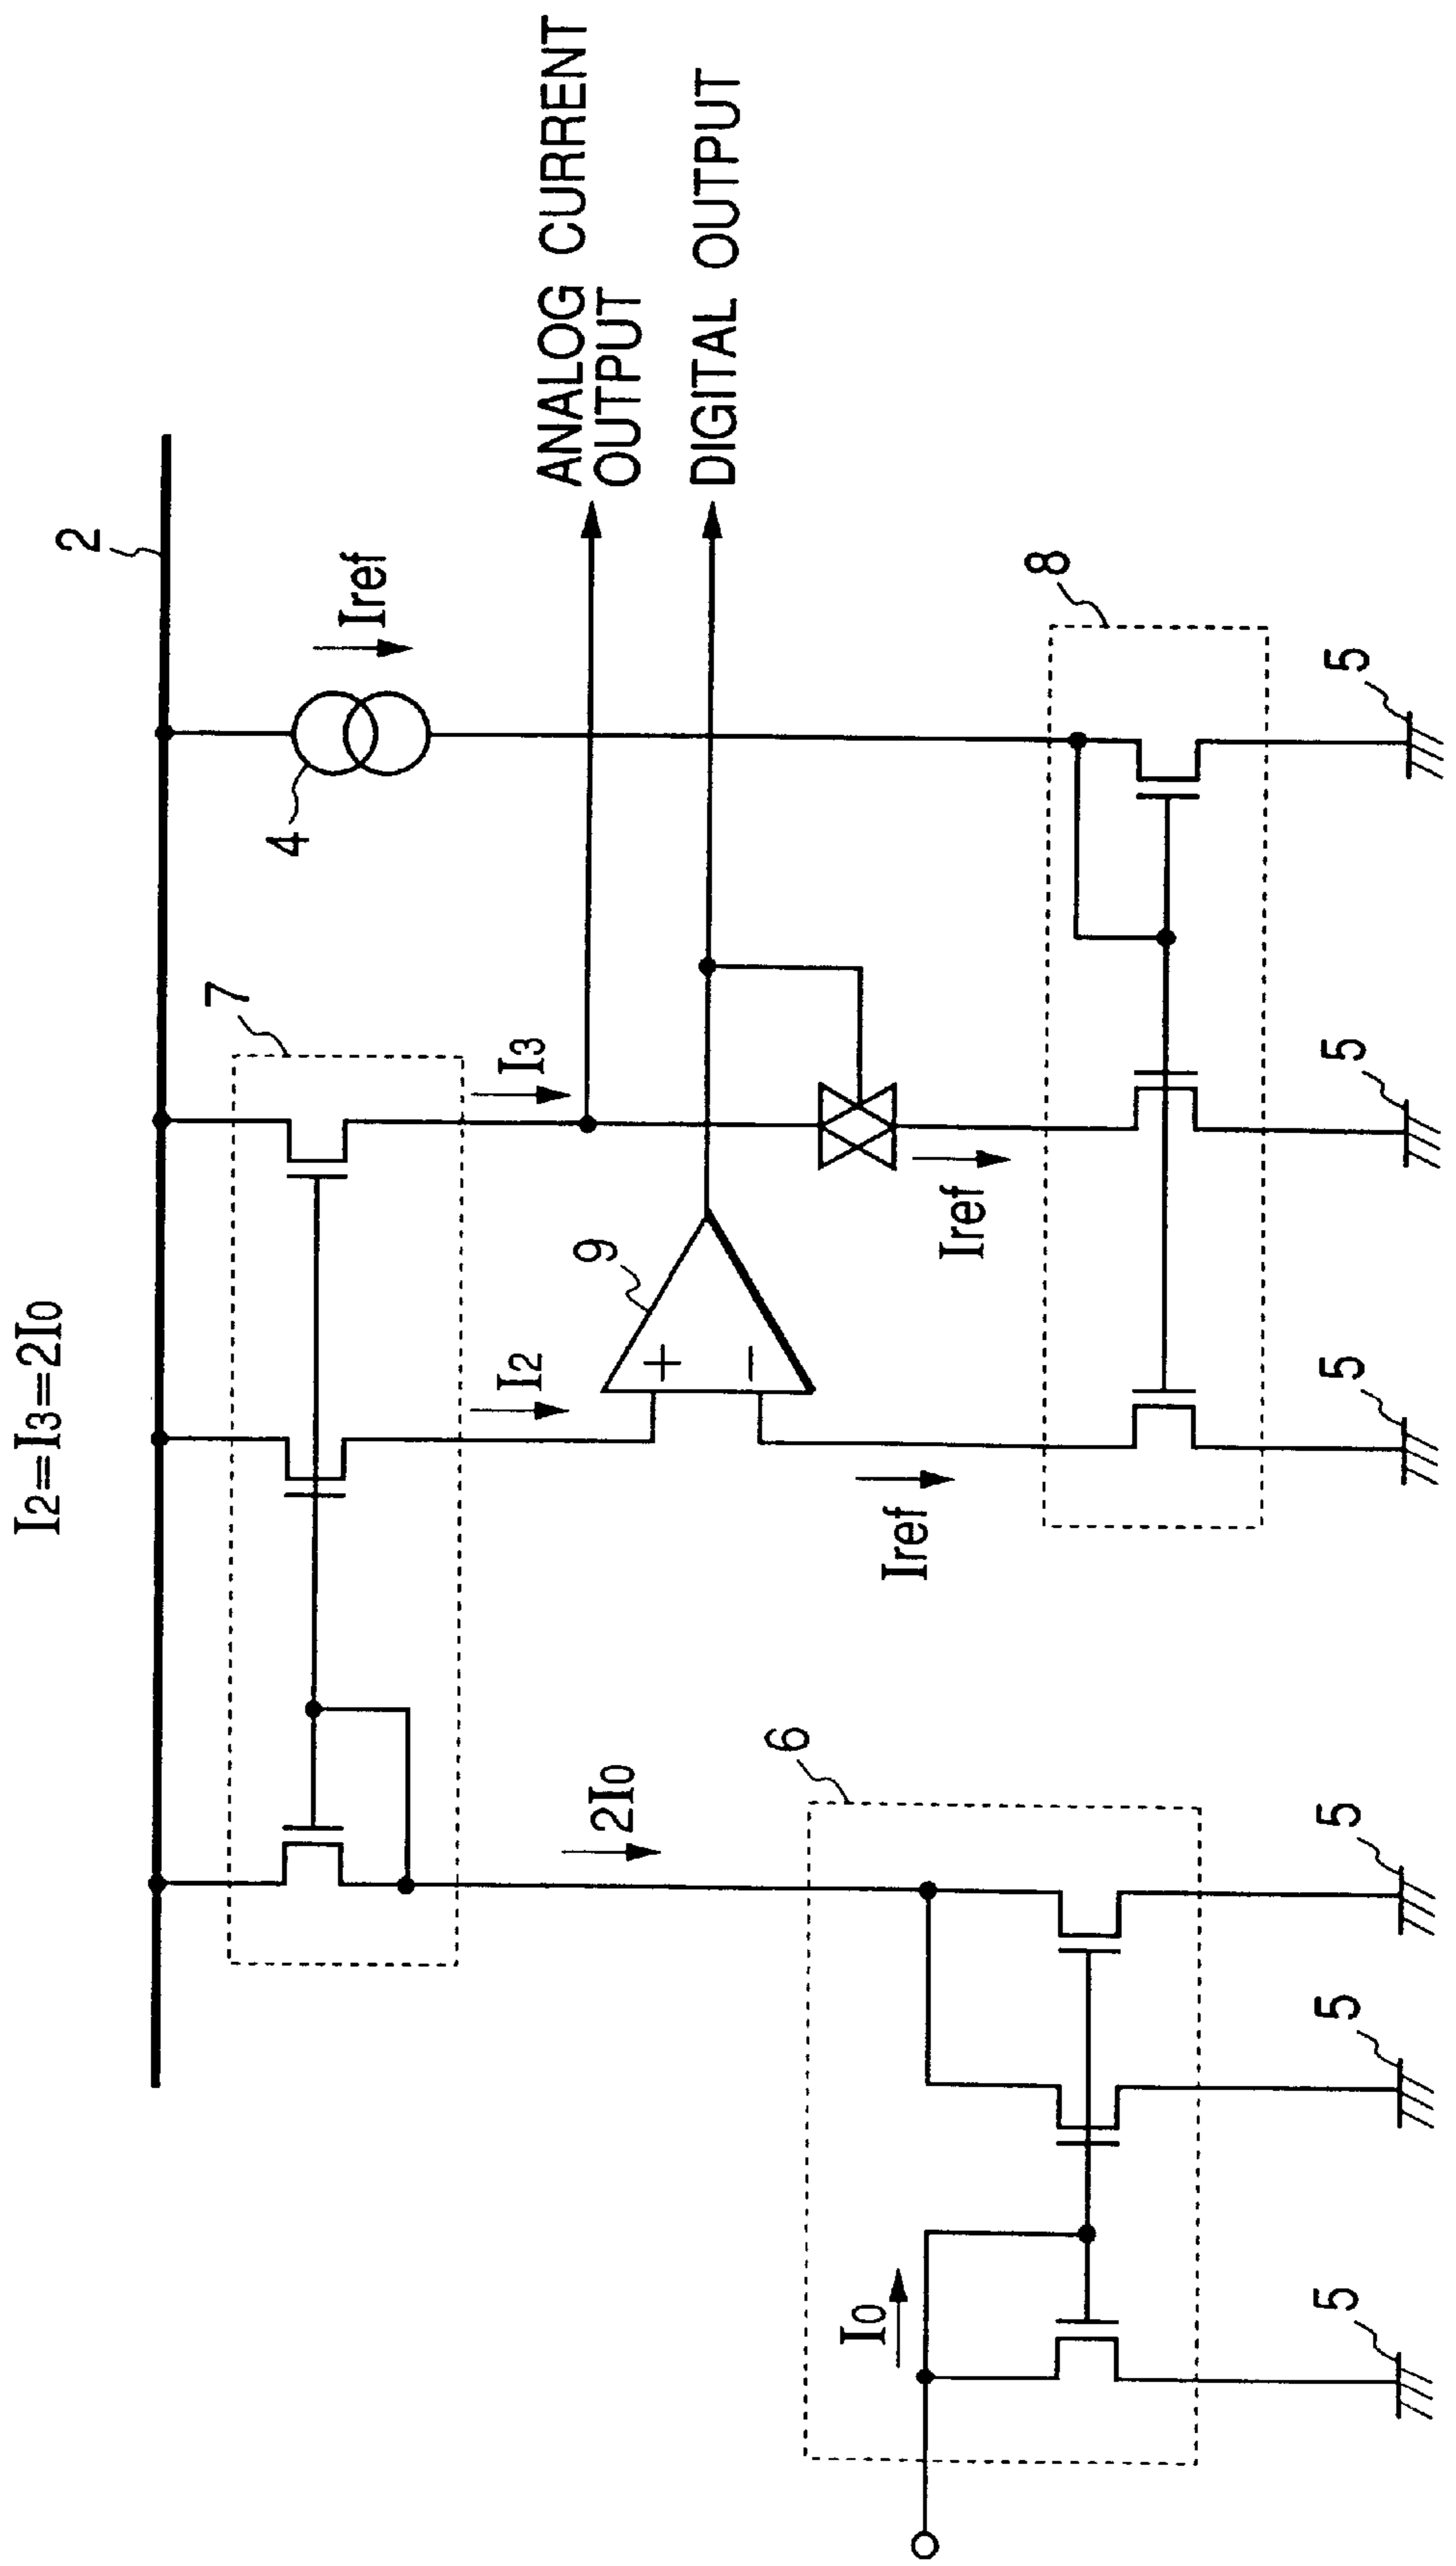 I2=I3=2I0
2
7
I2
I3
Iref
4
ANALOG CURRENT
OUTPUT
DIGITAL OUTPUT
9
+
−
2I0
Iref
Iref
6
8
I0
5
5
5
5
5
5